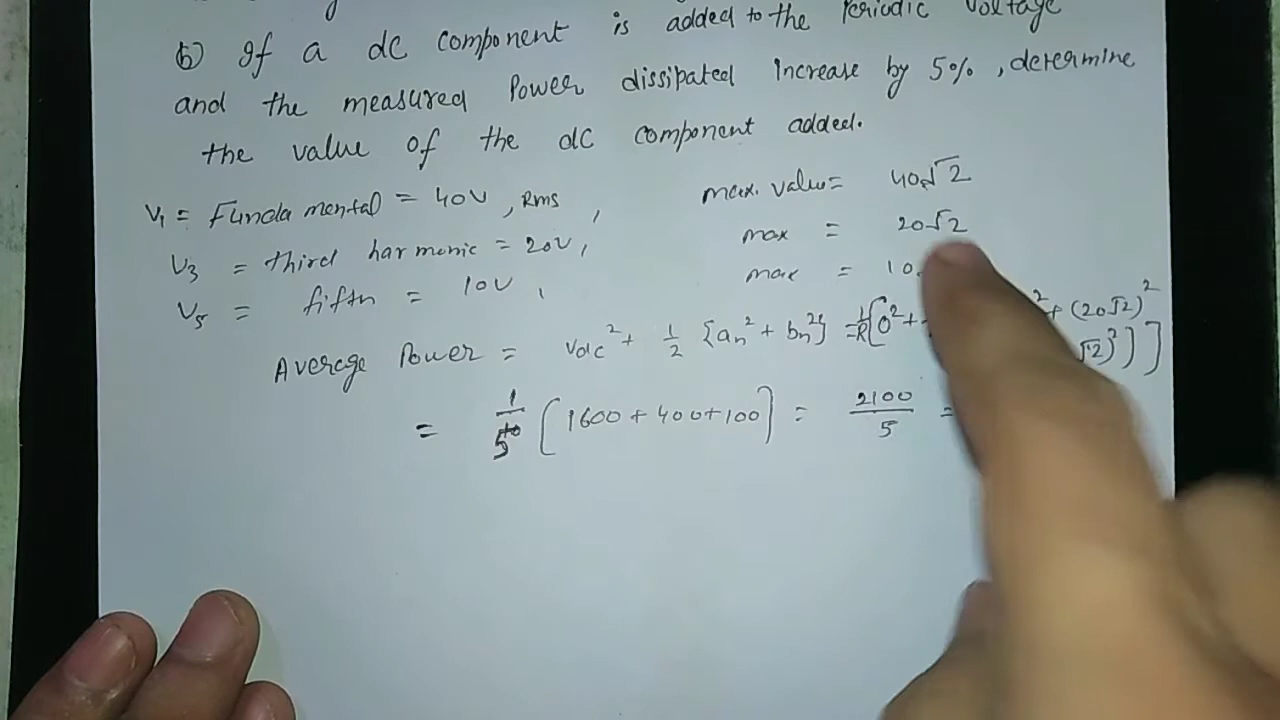 b) If a dc component is added to the Periodic Voltage
and the measured Power dissipated Increase by 5%, determine
the value of the dc component added.
V₁ = Fundamental = 40V, RMS, max. value = 40√2
V₃ = third harmonic = 20V, max = 20√2
V₅ = fifth = 10V, max = 10
Average Power = Vdc² + 1/2 {an² + bn²} = 1/R [0² + ² + (20√2)²
√2)²}]
= 1/5 [1600 + 400 + 100] = 2100/5 =